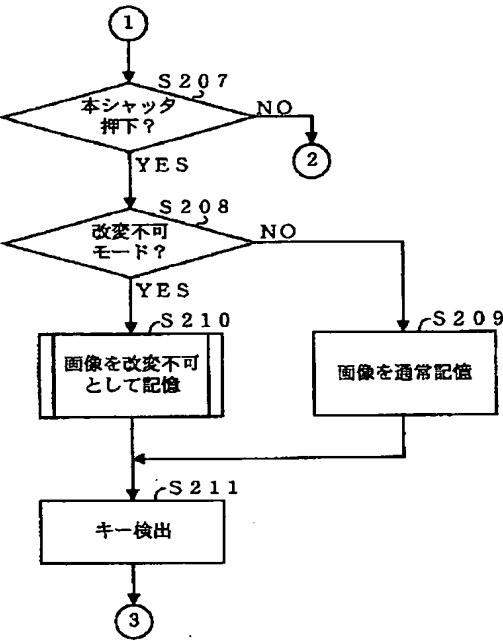 1
S207
本シャッタ
押下?
NO
2
YES
S208
改変不可
モード?
NO
YES
S210
画像を改変不可
として記憶
S209
画像を通常記憶
S211
キー検出
3